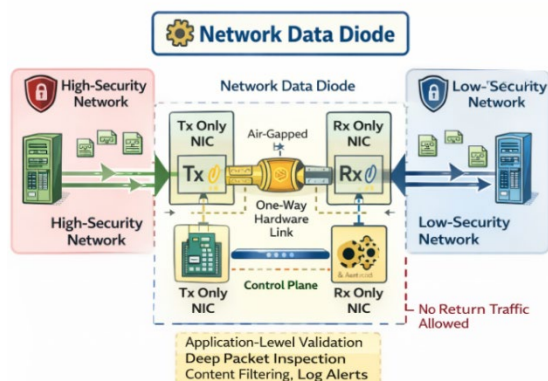 Network Data Diode
High-Security
Network
Network Data Diode
Low-Security
Network
Tx Only
NIC
Air-Gapped
Rx Only
NIC
Tx
Rx
One-Way
Hardware
Link
High-Security
Network
Low-Security
Network
Tx Only
NIC
Control Plane
Rx Only
NIC
No Return Traffic
Allowed
Application-Lewel Validation
Deep Packet Inspection
Content Filtering, Log Alerts